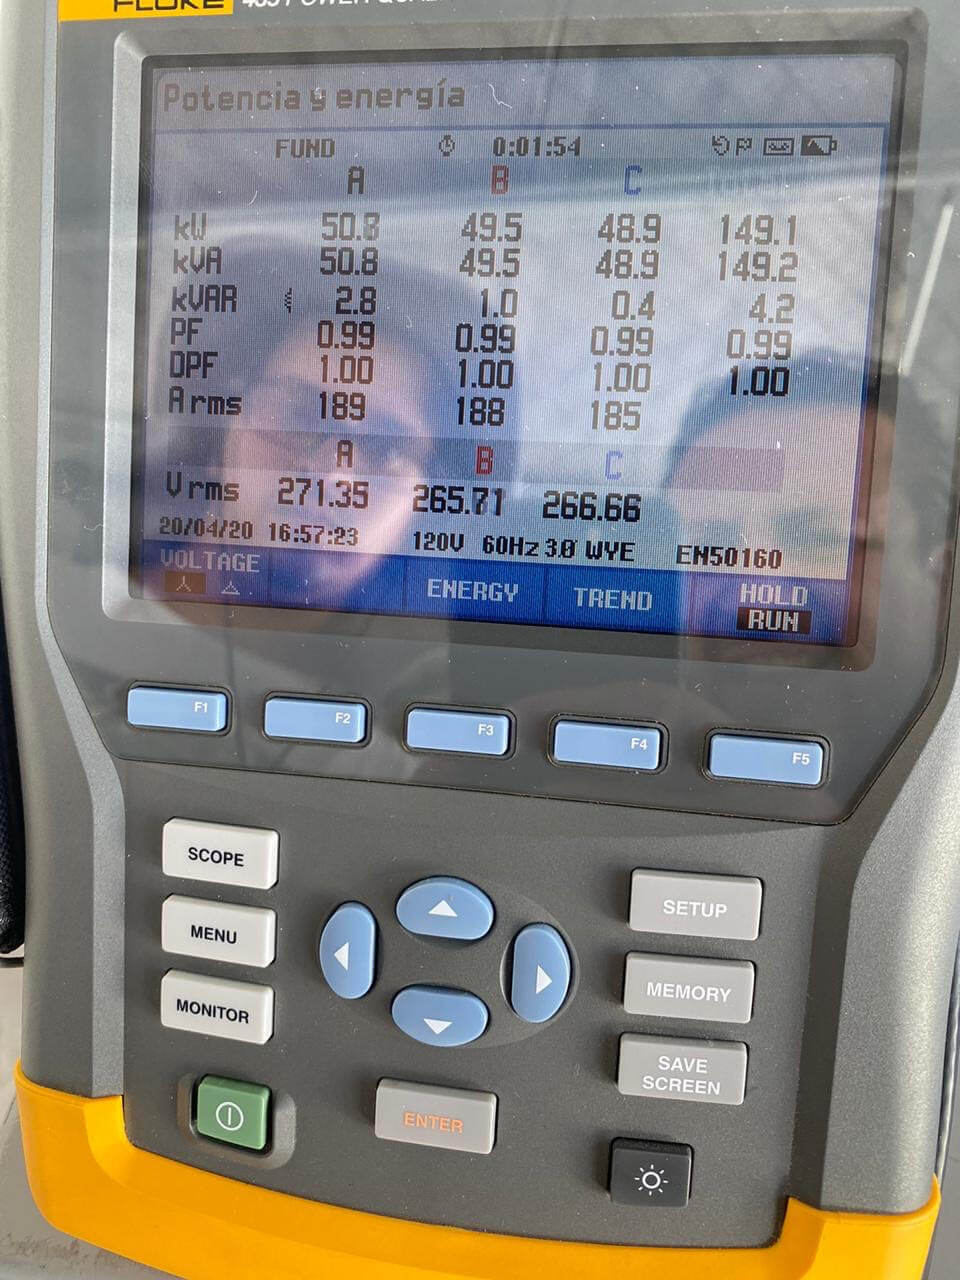 FLUKE
Potencia y energía
FUND 0:01:54
A B C
kW 50.8 49.5 48.9 149.1
kVA 50.8 49.5 48.9 149.2
kVAR 2.8 1.0 0.4 4.2
PF 0.99 0.99 0.99 0.99
DPF 1.00 1.00 1.00 1.00
A rms 189 188 185
A B C
V rms 271.35 265.71 266.66
20/04/20 16:57:23 120V 60Hz 3Ø WYE EN50160
VOLTAGE
ENERGY TREND HOLD
RUN
F1 F2 F3 F4 F5
SCOPE
SETUP
MENU
MEMORY
MONITOR
SAVE
SCREEN
ENTER